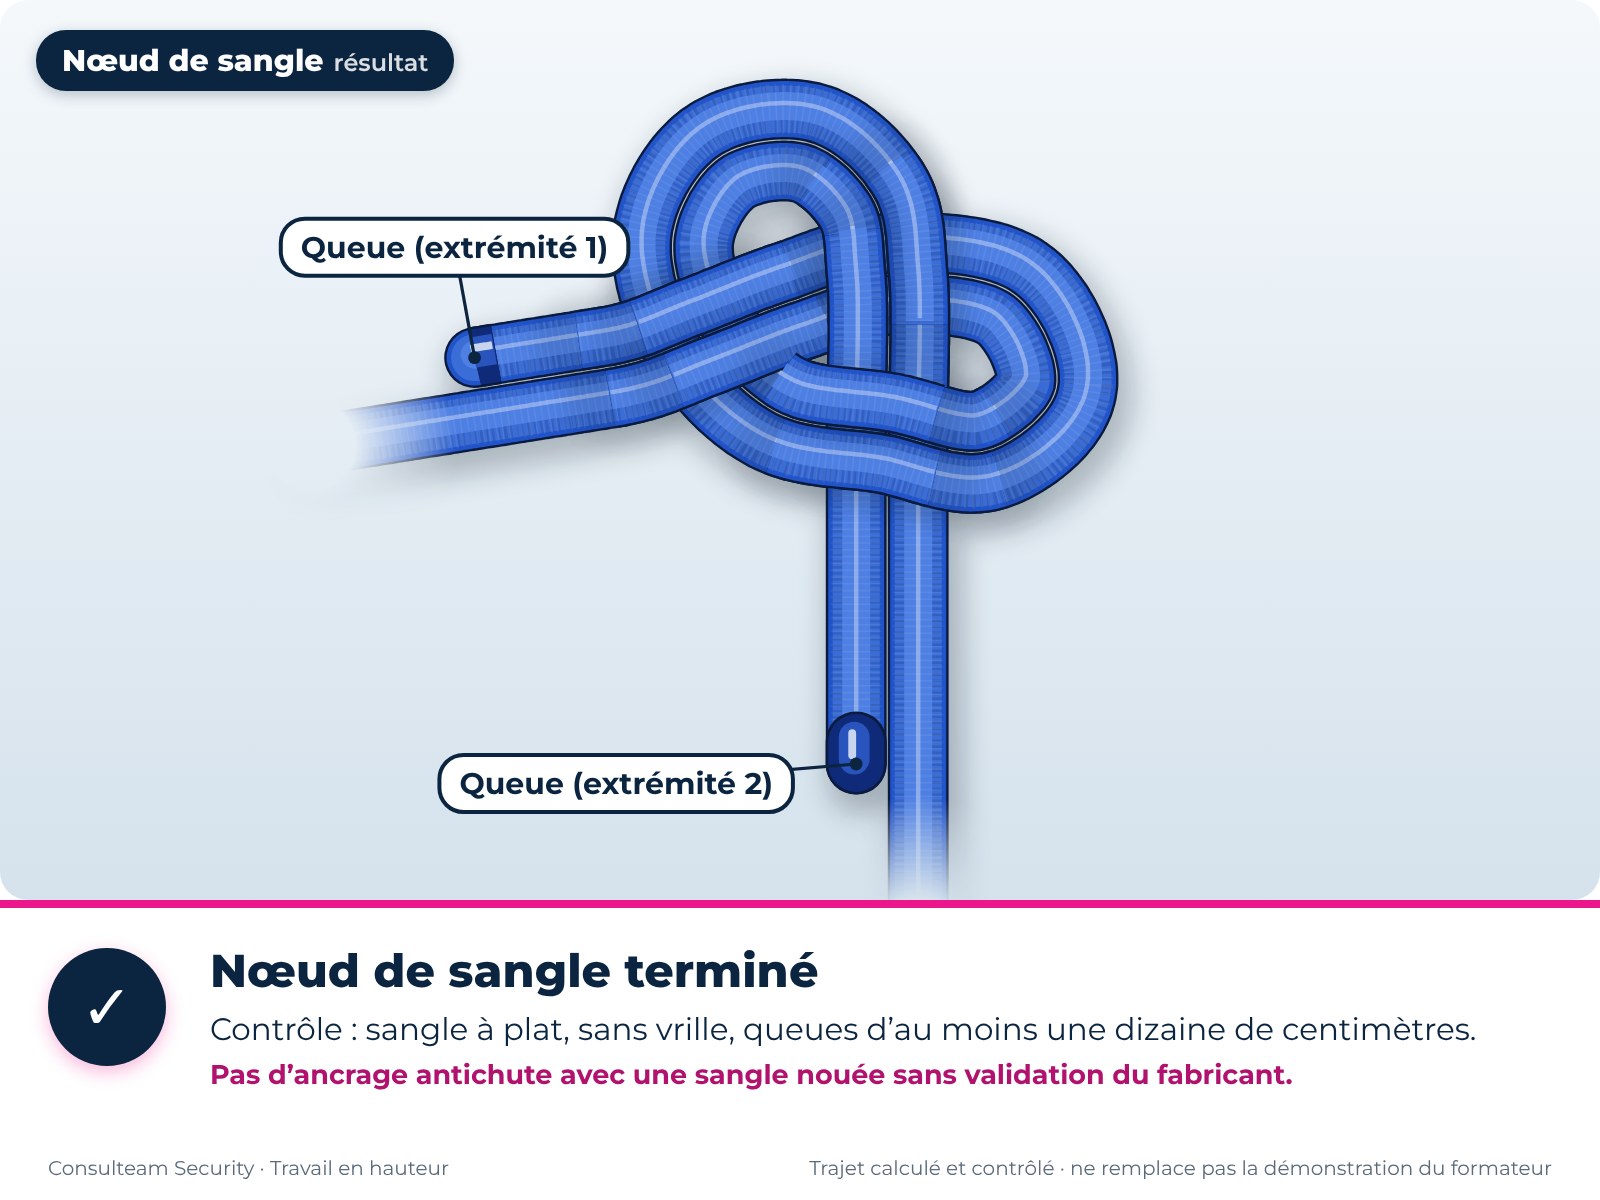 Nœud de sangle résultat
Queue (extrémité 1)
Queue (extrémité 2)
✓
Nœud de sangle terminé
Contrôle : sangle à plat, sans vrille, queues d’au moins une dizaine de centimètres.
Pas d’ancrage antichute avec une sangle nouée sans validation du fabricant.
Consulteam Security · Travail en hauteur
Trajet calculé et contrôlé · ne remplace pas la démonstration du formateur